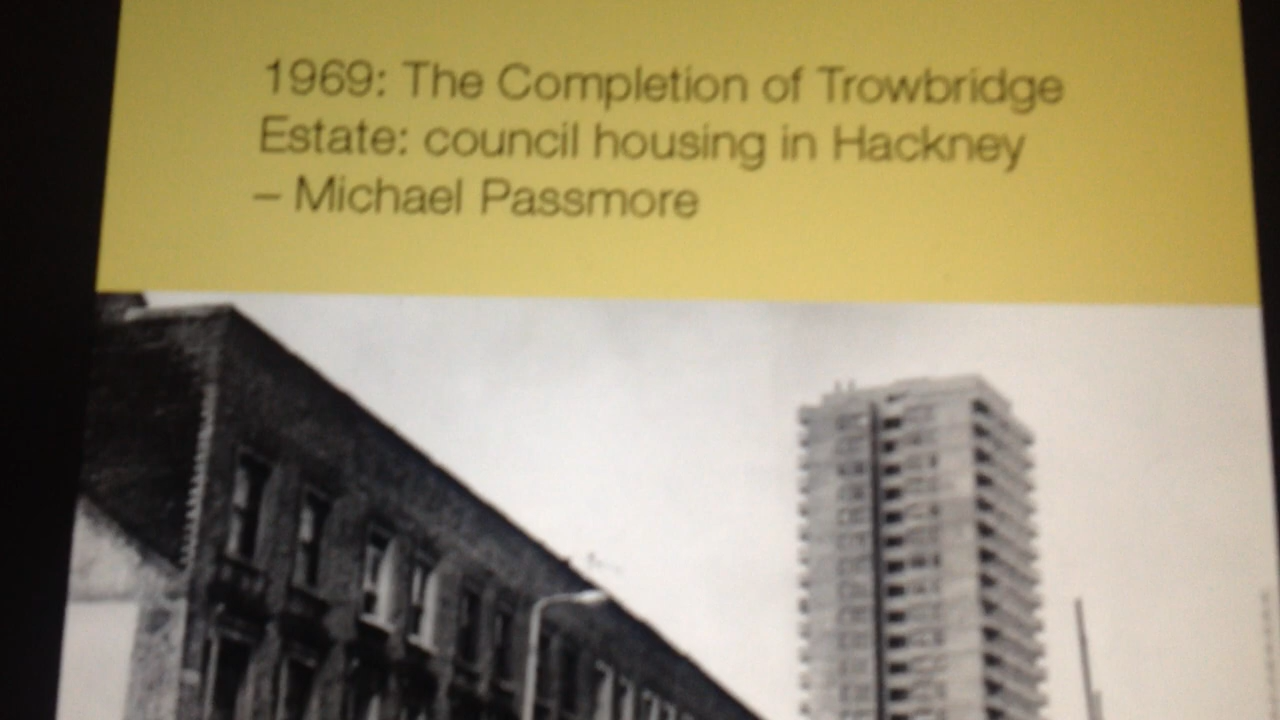 1969: The Completion of Trowbridge
Estate: council housing in Hackney
– Michael Passmore